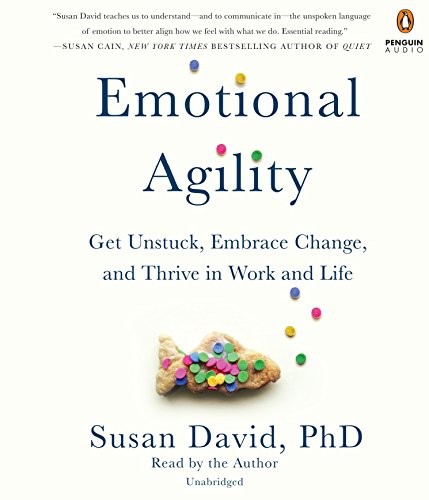 “Susan David teaches us to understand—and to communicate in—the unspoken language
of emotion to better align how we feel with what we do. Essential reading.”
—SUSAN CAIN, NEW YORK TIMES BESTSELLING AUTHOR OF QUIET
PENGUIN
AUDIO
Emotional
Agility
Get Unstuck, Embrace Change,
and Thrive in Work and Life
Susan David, PhD
Read by the Author
Unabridged